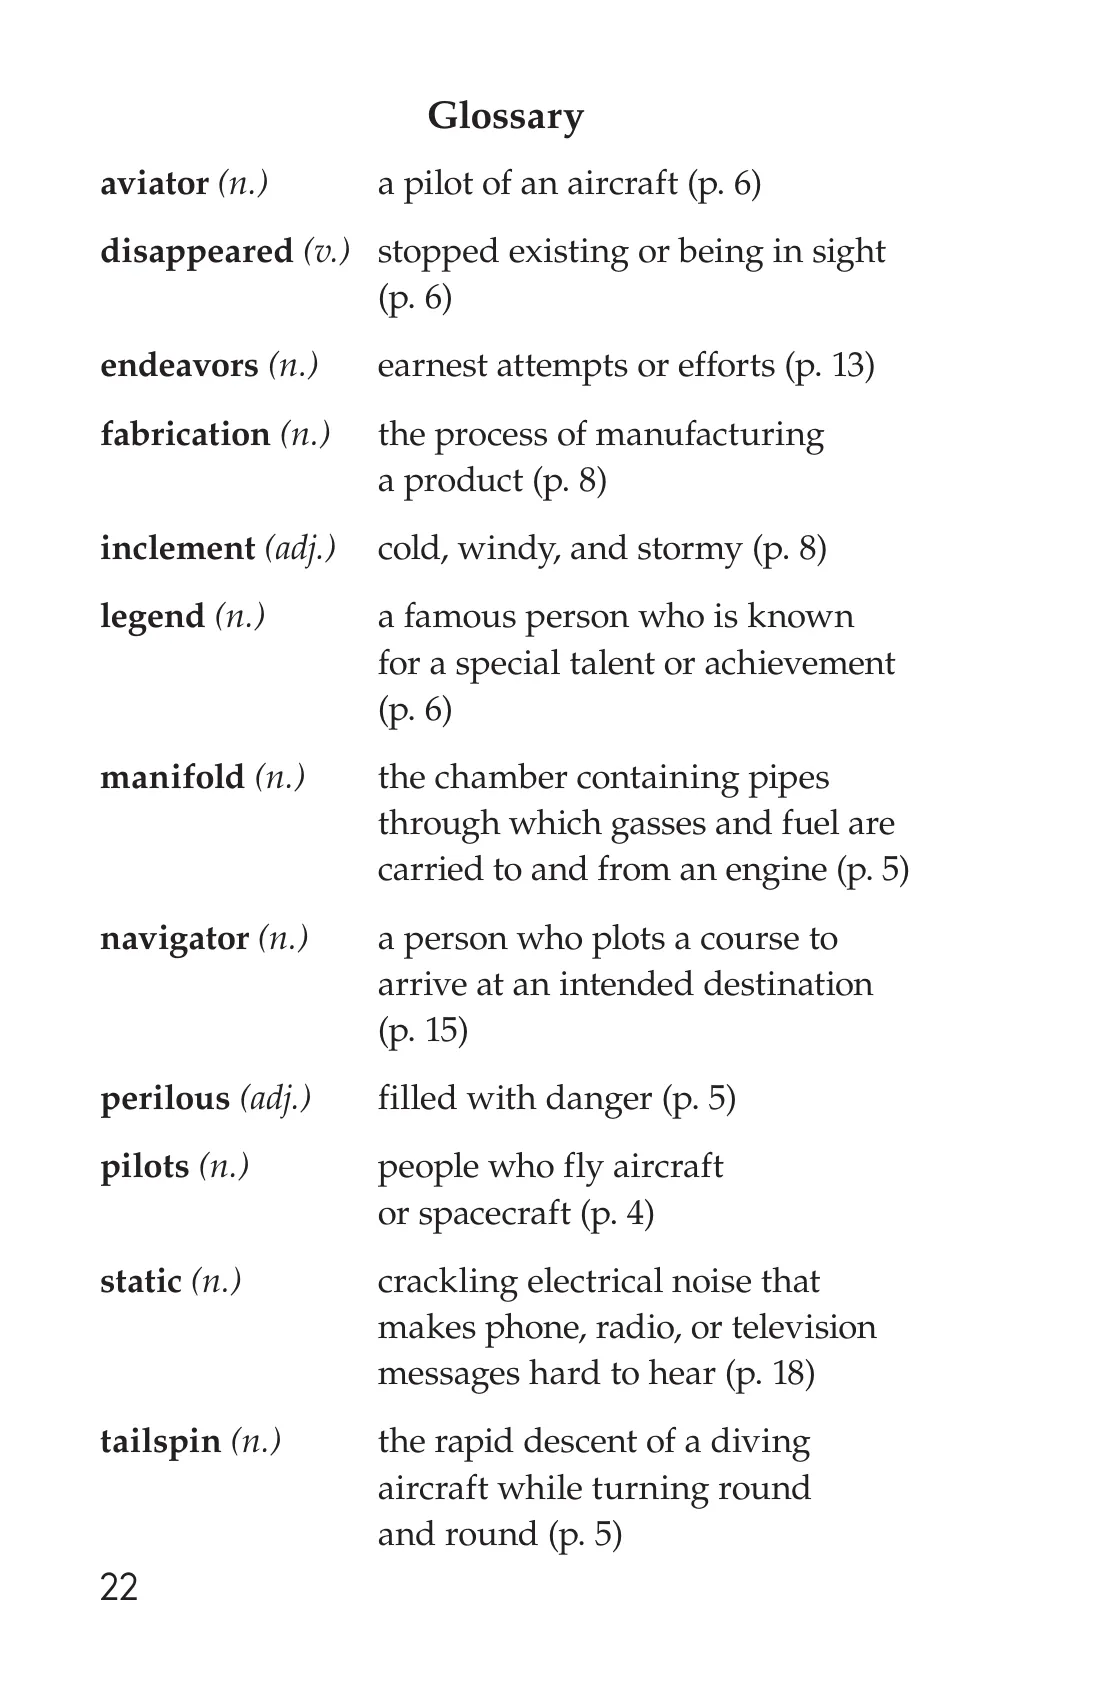 Glossary
aviator (n.) a pilot of an aircraft (p. 6)
disappeared (v.) stopped existing or being in sight
(p. 6)
endeavors (n.) earnest attempts or efforts (p. 13)
fabrication (n.) the process of manufacturing
a product (p. 8)
inclement (adj.) cold, windy, and stormy (p. 8)
legend (n.) a famous person who is known
for a special talent or achievement
(p. 6)
manifold (n.) the chamber containing pipes
through which gasses and fuel are
carried to and from an engine (p. 5)
navigator (n.) a person who plots a course to
arrive at an intended destination
(p. 15)
perilous (adj.) filled with danger (p. 5)
pilots (n.) people who fly aircraft
or spacecraft (p. 4)
static (n.) crackling electrical noise that
makes phone, radio, or television
messages hard to hear (p. 18)
tailspin (n.) the rapid descent of a diving
aircraft while turning round
and round (p. 5)
22